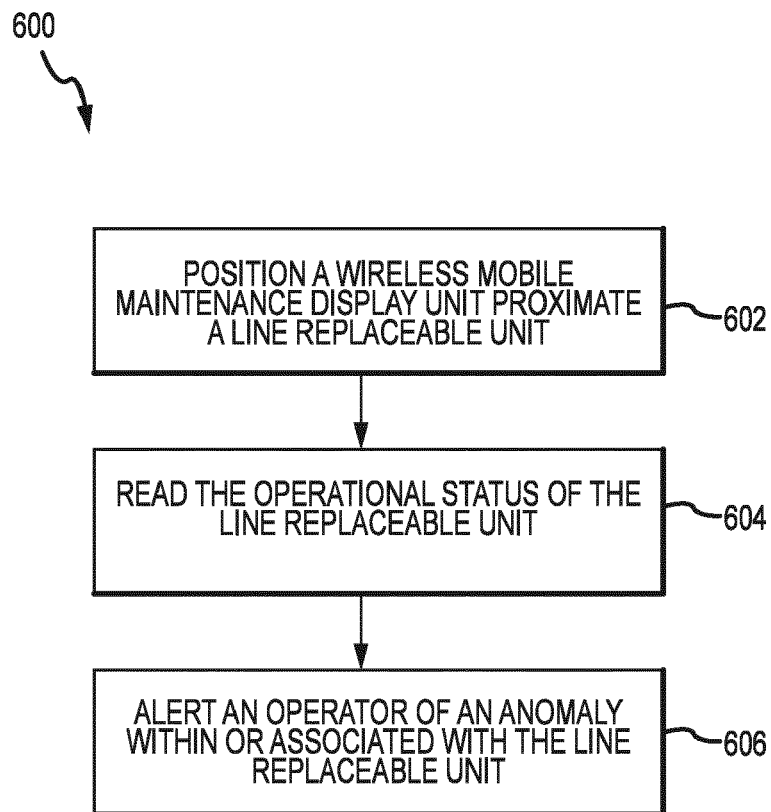 600
POSITION A WIRELESS MOBILE
MAINTENANCE DISPLAY UNIT PROXIMATE
A LINE REPLACEABLE UNIT
602
READ THE OPERATIONAL STATUS OF THE
LINE REPLACEABLE UNIT
604
ALERT AN OPERATOR OF AN ANOMALY
WITHIN OR ASSOCIATED WITH THE LINE
REPLACEABLE UNIT
606